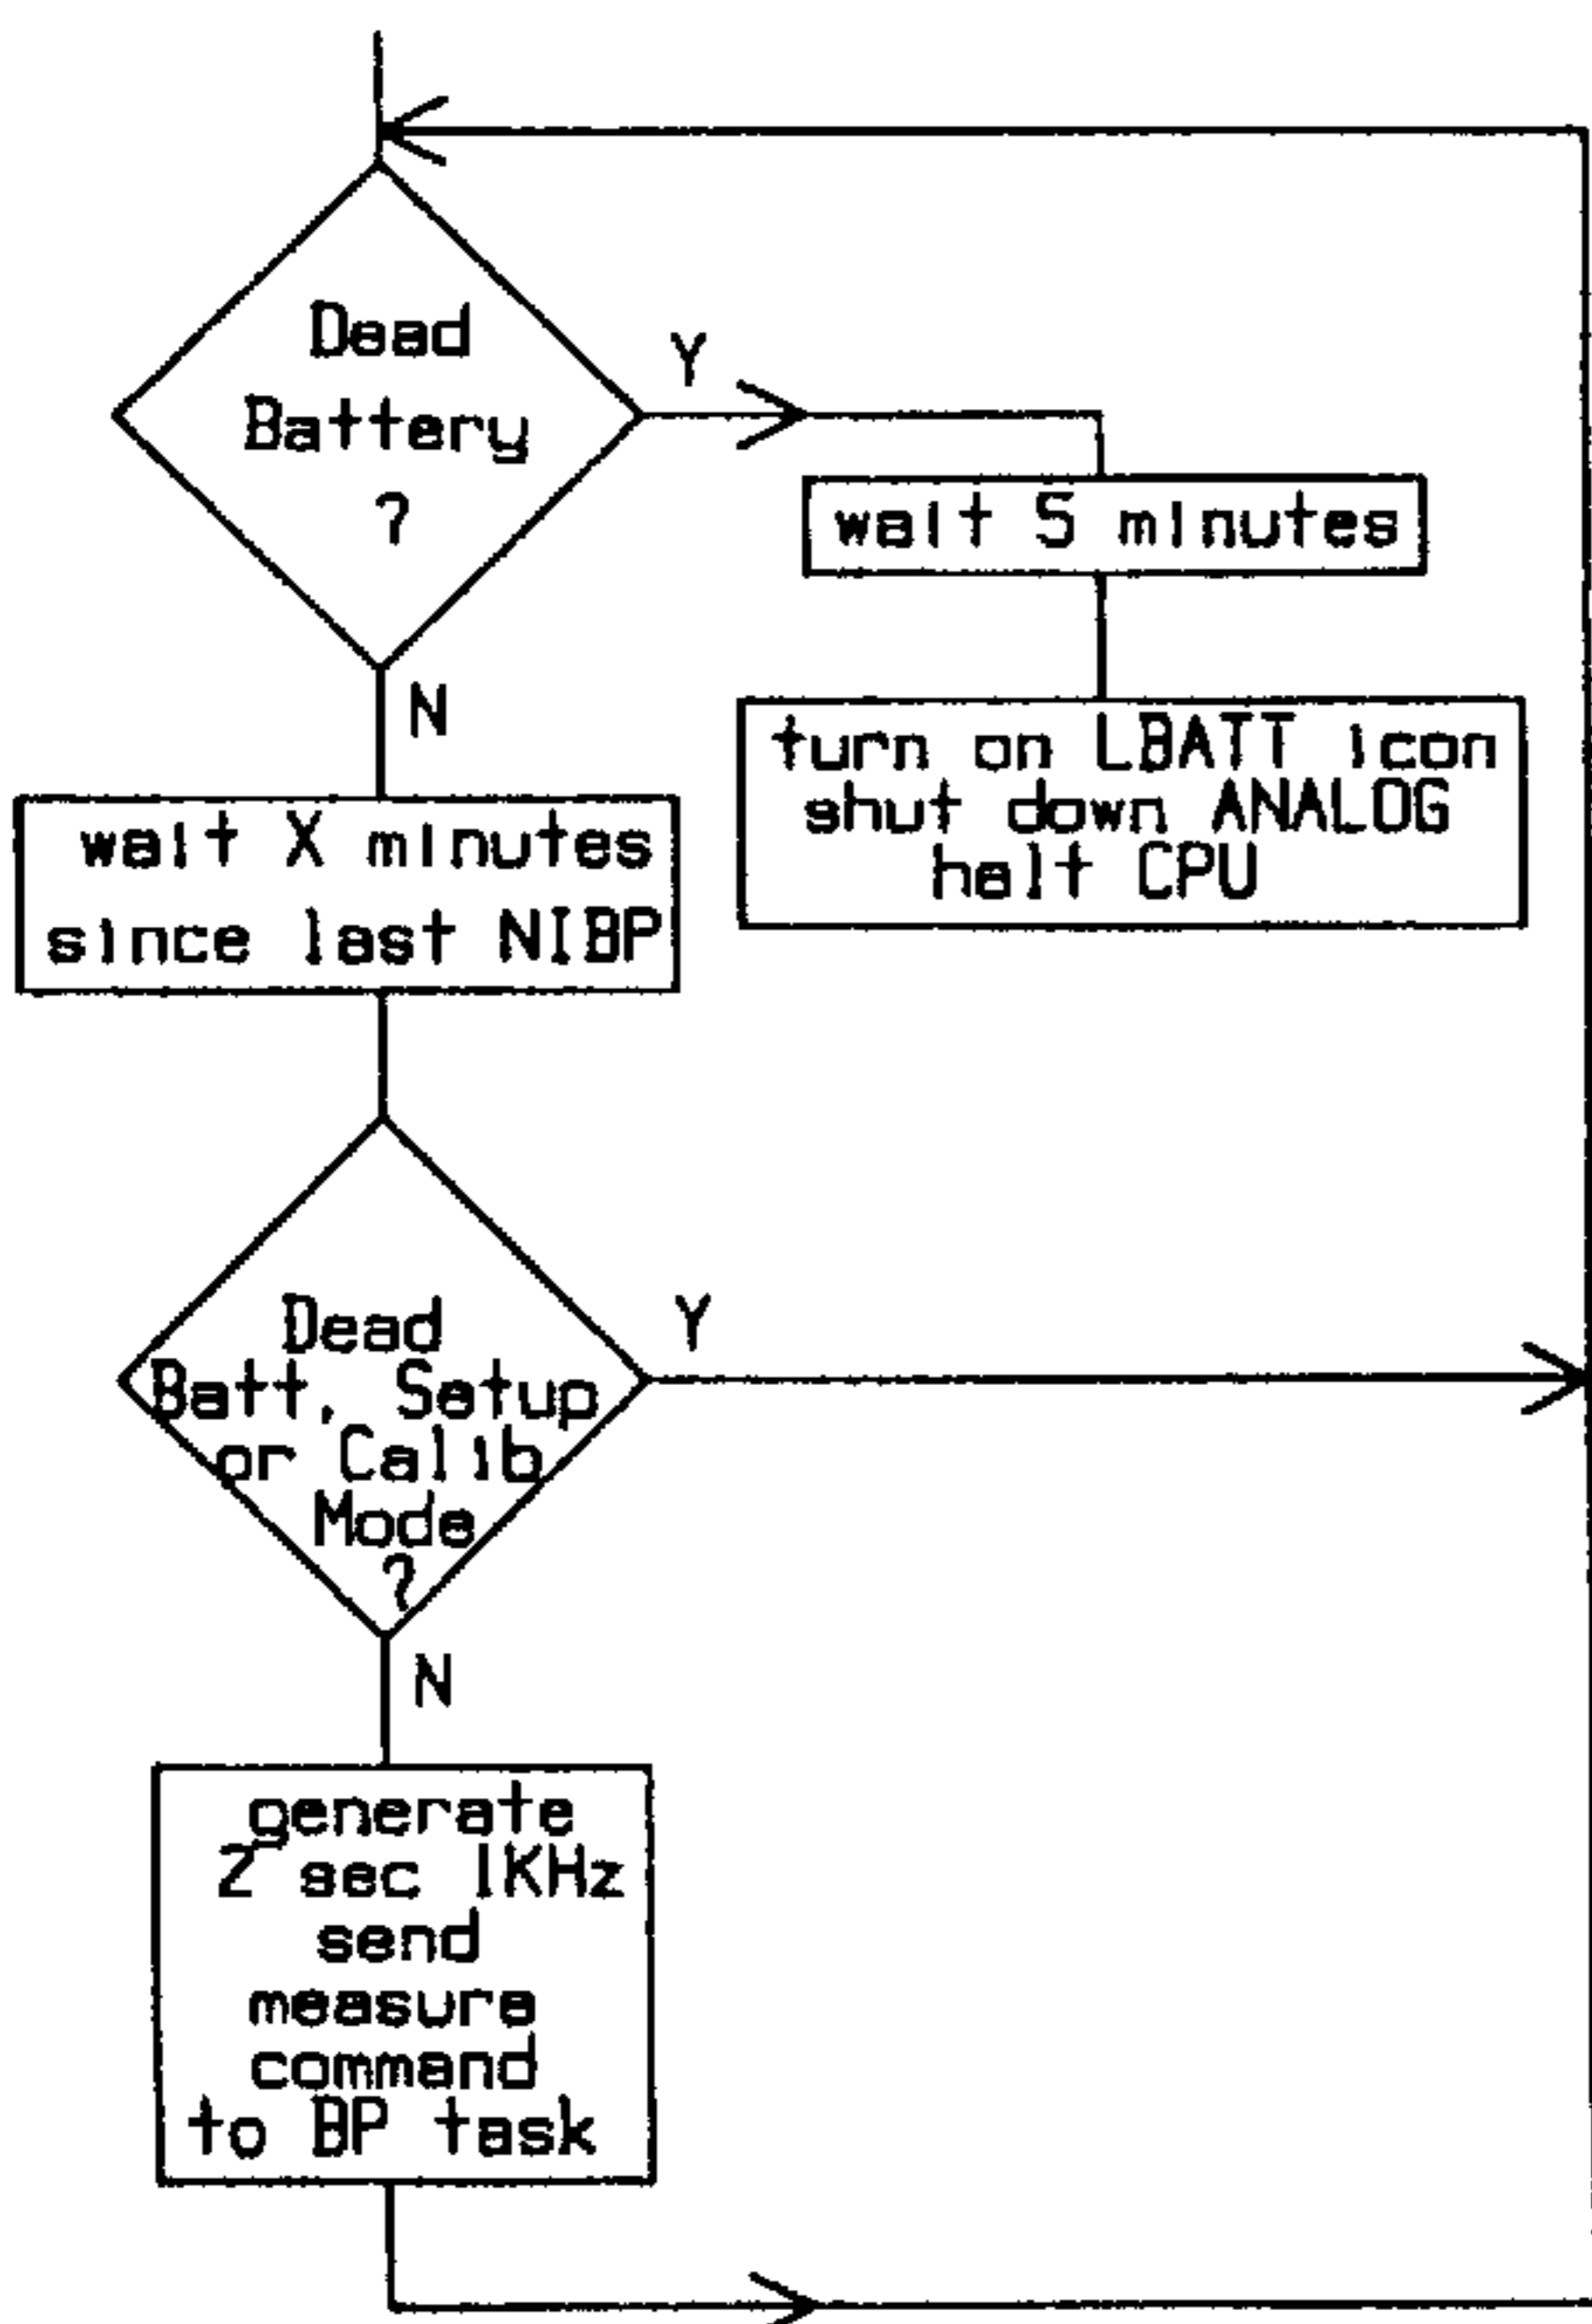 Dead
Battery
?
Y
wait 5 minutes
N
turn on LBATT icon
shut down ANALOG
halt CPU
wait X minutes
since last NIBP
Dead
Batt, Setup
or Calib
Mode
?
Y
N
generate
Z sec 1KHz
send
measure
command
to BP task